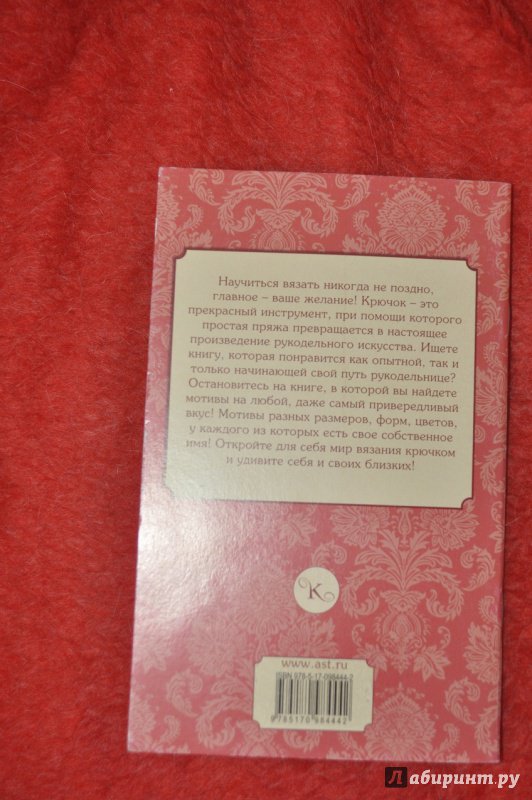 Научиться вязать никогда не поздно,
главное – ваше желание! Крючок – это
прекрасный инструмент, при помощи которого
простая пряжа превращается в настоящее
произведение рукодельного искусства. Ищете
книгу, которая понравится как опытной, так и
только начинающей свой путь рукодельнице?
Остановитесь на книге, в которой вы найдете
мотивы на любой, даже самый привередливый
вкус! Мотивы разных размеров, форм, цветов,
у каждого из которых есть свое собственное
имя! Откройте для себя мир вязания крючком
и удивите себя и своих близких!
К
www.ast.ru
ISBN 978-5-17-098444-2
9785170984442
Лабиринт.ру